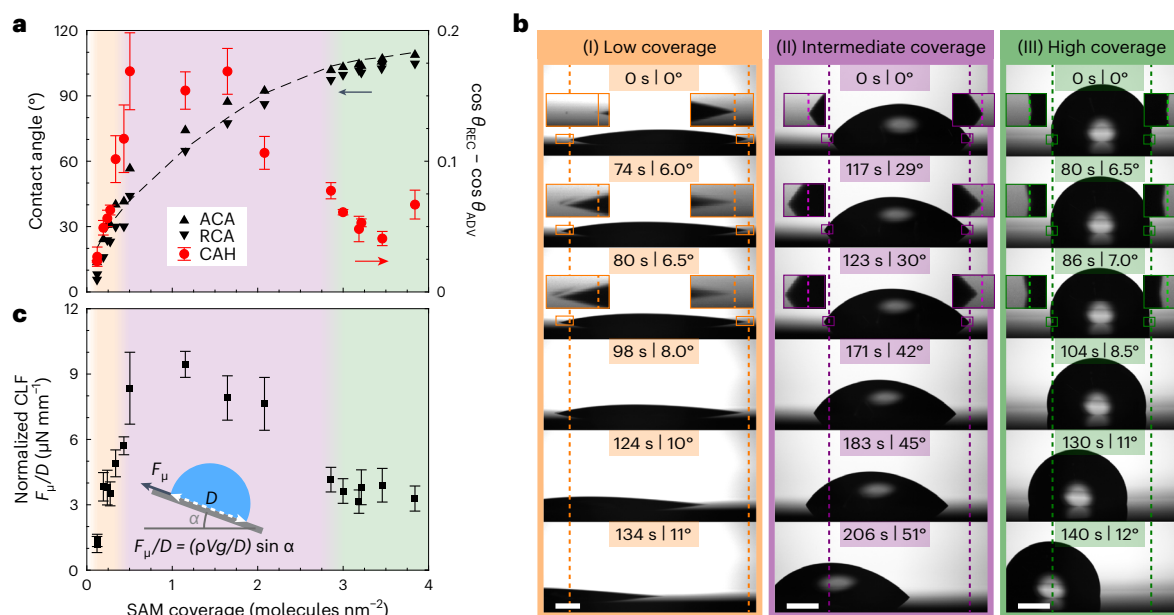 a
120
90
60
30
0
Contact angle (°)
0.2
0.1
0
cos θREC – cos θADV
ACA
RCA
CAH
c
12
9
6
3
0
Normalized CLF
Fμ/D (μN mm−1)
Fμ
D
α
Fμ/D = (ρVg/D) sin α
0 1 2 3 4
SAM coverage (molecules nm−2)
b
(I) Low coverage
0 s | 0°
74 s | 6.0°
80 s | 6.5°
98 s | 8.0°
124 s | 10°
134 s | 11°
(II) Intermediate coverage
0 s | 0°
117 s | 29°
123 s | 30°
171 s | 42°
183 s | 45°
206 s | 51°
(III) High coverage
0 s | 0°
80 s | 6.5°
86 s | 7.0°
104 s | 8.5°
130 s | 11°
140 s | 12°